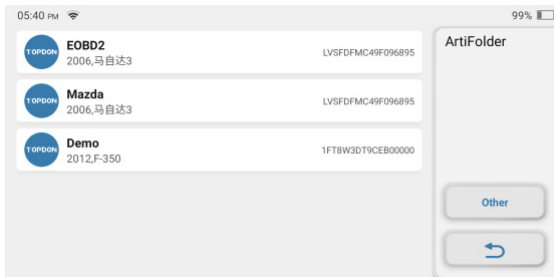 05:40 PM
99%
TOPDON
EOBD2
2006,马自达3
LVSFDFMC49F096895
TOPDON
Mazda
2006,马自达3
LVSFDFMC49F096895
TOPDON
Demo
2012,F-350
1FT8W3DT9CEB00000
ArtiFolder
Other